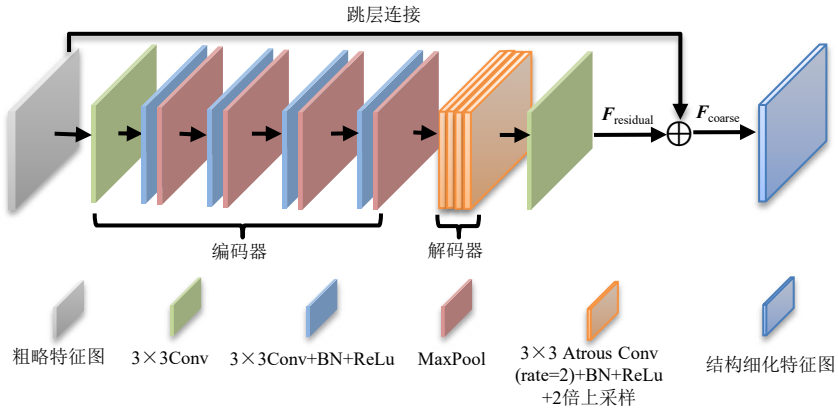 跳层连接
F residual
F coarse
编码器
解码器
粗略特征图
3×3Conv
3×3Conv+BN+ReLu
MaxPool
3×3 Atrous Conv
(rate=2)+BN+ReLu
+2倍上采样
结构细化特征图